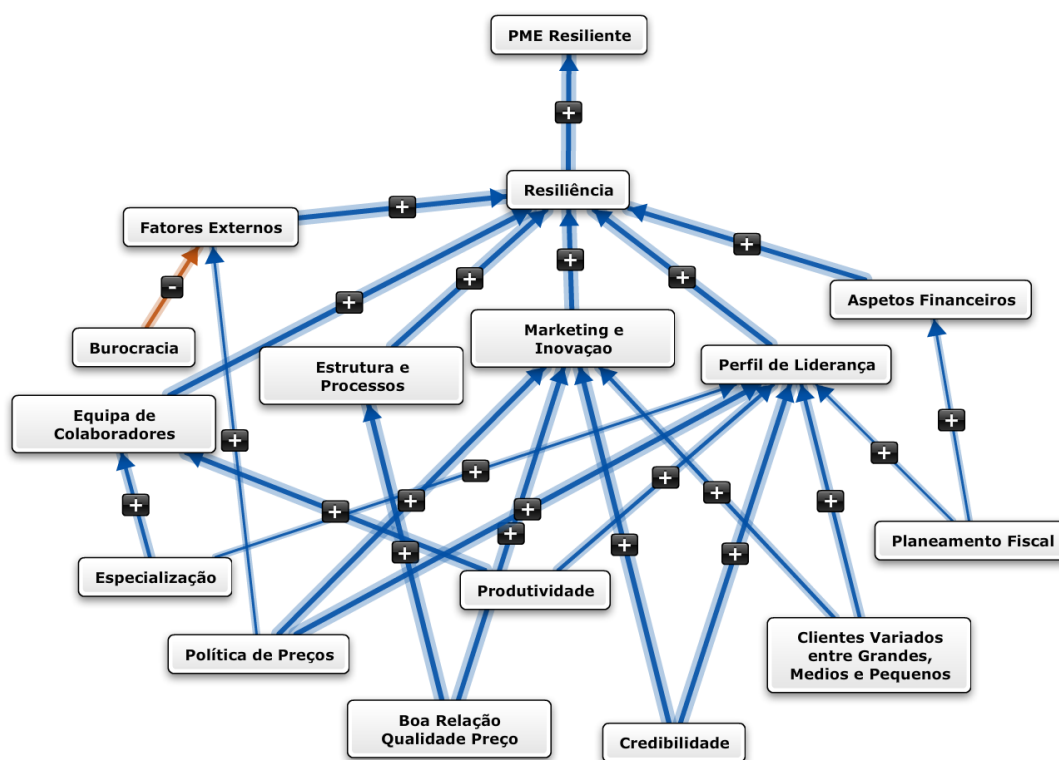 PME Resiliente
+
Resiliência
+
Fatores Externos
+
-
+
+
+
+
Aspetos Financeiros
Burocracia
Estrutura e
Processos
Marketing e
Inovaçao
Perfil de Liderança
Equipa de
Colaboradores
+
+
+
+
+
+
+
+
+
+
+
+
+
+
Especialização
Produtividade
Planeamento Fiscal
Política de Preços
Clientes Variados
entre Grandes,
Medios e Pequenos
Boa Relação
Qualidade Preço
Credibilidade